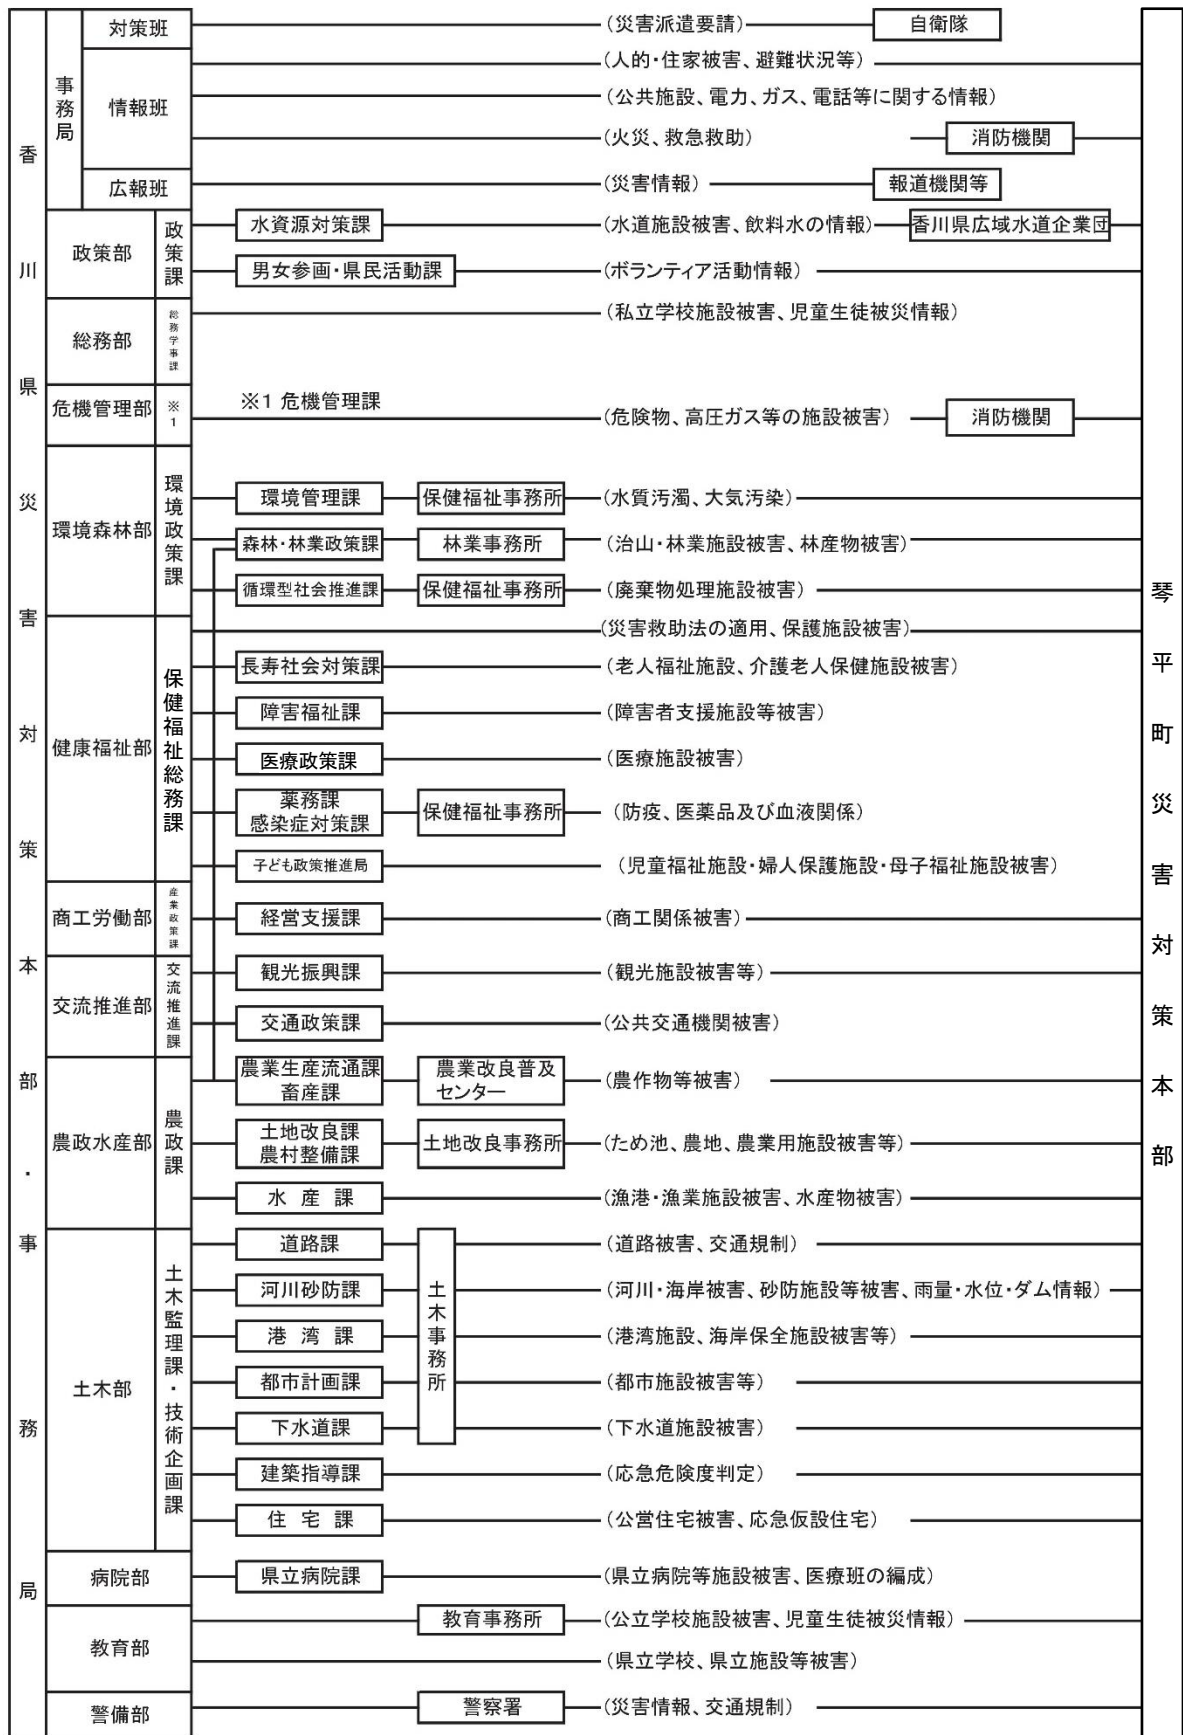 香川県災害対策本部・事務局
事務局
対策班
(災害派遣要請)
自衛隊
情報班
(人的・住家被害、避難状況等)
(公共施設、電力、ガス、電話等に関する情報)
(火災、救急救助)
消防機関
広報班
(災害情報)
報道機関等
政策部
政策課
水資源対策課
(水道施設被害、飲料水の情報)
香川県広域水道企業団
男女参画・県民活動課
(ボランティア活動情報)
総務部
総務学事課
(私立学校施設被害、児童生徒被災情報)
危機管理部
※1
※1 危機管理課
(危険物、高圧ガス等の施設被害)
消防機関
環境森林部
環境政策課
環境管理課
保健福祉事務所
(水質汚濁、大気汚染)
森林・林業政策課
林業事務所
(治山・林業施設被害、林産物被害)
循環型社会推進課
保健福祉事務所
(廃棄物処理施設被害)
健康福祉部
保健福祉総務課
(災害救助法の適用、保護施設被害)
長寿社会対策課
(老人福祉施設、介護老人保健施設被害)
障害福祉課
(障害者支援施設等被害)
医療政策課
(医療施設被害)
薬務課
感染症対策課
保健福祉事務所
(防疫、医薬品及び血液関係)
子ども政策推進局
(児童福祉施設・婦人保護施設・母子福祉施設被害)
商工労働部
産業政策課
経営支援課
(商工関係被害)
交流推進部
交流推進課
観光振興課
(観光施設被害等)
交通政策課
(公共交通機関被害)
農政水産部
農政課
農業生産流通課
畜産課
農業改良普及
センター
(農作物等被害)
土地改良課
農村整備課
土地改良事務所
(ため池、農地、農業用施設被害等)
水産課
(漁港・漁業施設被害、水産物被害)
土木部
土木監理課・技術企画課
土木事務所
道路課
(道路被害、交通規制)
河川砂防課
(河川・海岸被害、砂防施設等被害、雨量・水位・ダム情報)
港湾課
(港湾施設、海岸保全施設被害等)
都市計画課
(都市施設被害等)
下水道課
(下水道施設被害)
建築指導課
(応急危険度判定)
住宅課
(公営住宅被害、応急仮設住宅)
病院部
県立病院課
(県立病院等施設被害、医療班の編成)
教育部
教育事務所
(公立学校施設被害、児童生徒被災情報)
(県立学校、県立施設等被害)
警備部
警察署
(災害情報、交通規制)
琴平町災害対策本部